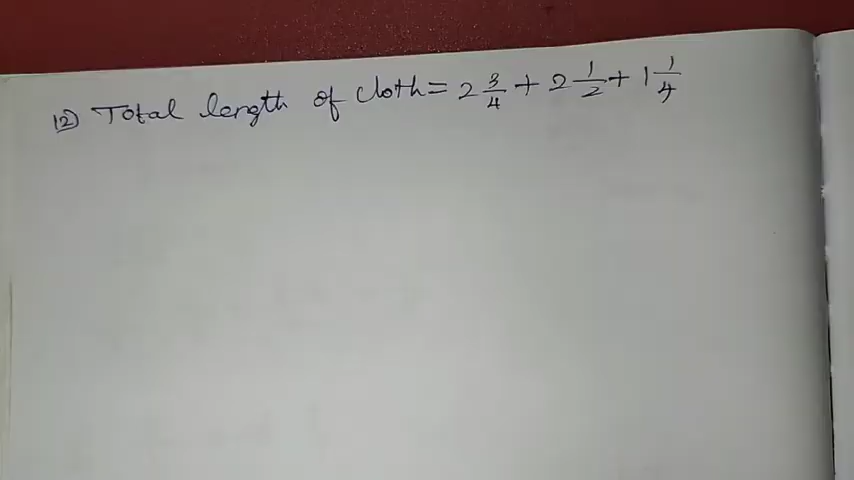 12) Total length of cloth = 2 3/4 + 2 1/2 + 1 1/4